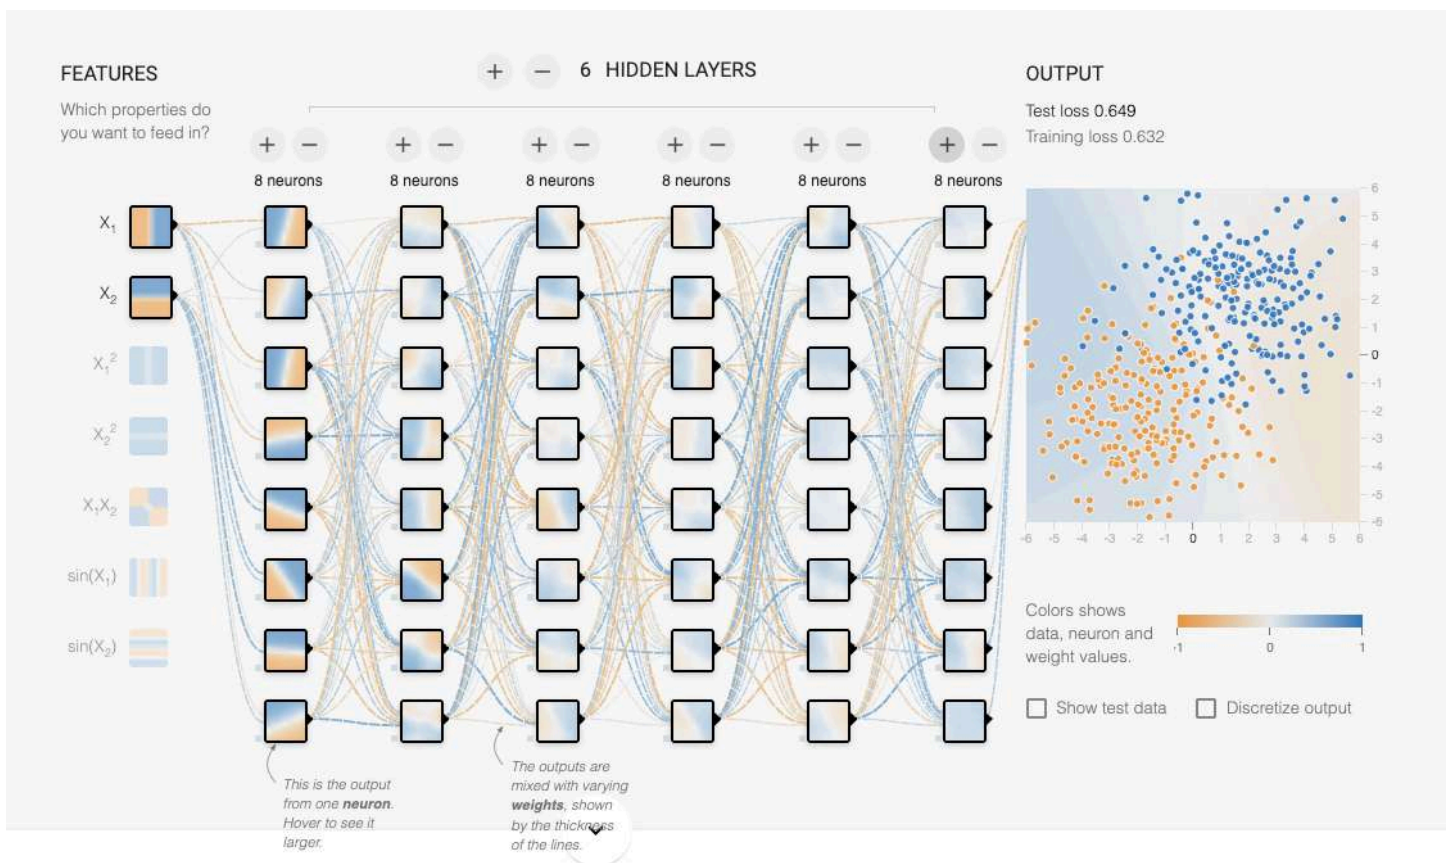 FEATURES
Which properties do
you want to feed in?
+ − 6 HIDDEN LAYERS
+ − + − + − + − + − + −
8 neurons 8 neurons 8 neurons 8 neurons 8 neurons 8 neurons
X1
X2
X1²
X2²
X1X2
sin(X1)
sin(X2)
This is the output
from one neuron.
Hover to see it
larger.
The outputs are
mixed with varying
weights, shown
by the thickness
of the lines.
OUTPUT
Test loss 0.649
Training loss 0.632
6
5
4
3
2
1
0
-1
-2
-3
-4
-5
-6
-6 -5 -4 -3 -2 -1 0 1 2 3 4 5 6
Colors shows
data, neuron and
weight values.
-1 0 1
Show test data Discretize output